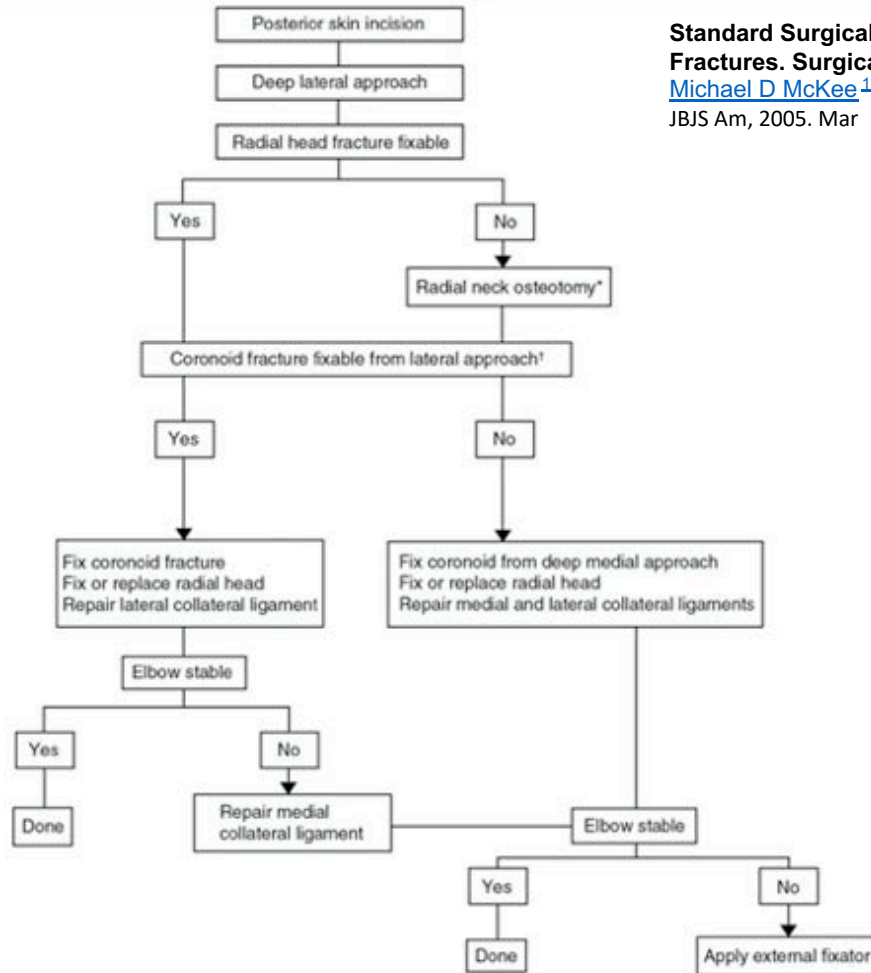 Posterior skin incision
Standard Surgical
Fractures. Surgica
Michael D McKee 1
JBJS Am, 2005. Mar
Deep lateral approach
Radial head fracture fixable
Yes
No
Radial neck osteotomy*
Coronoid fracture fixable from lateral approach†
Yes
No
Fix coronoid fracture
Fix or replace radial head
Repair lateral collateral ligament
Fix coronoid from deep medial approach
Fix or replace radial head
Repair medial and lateral collateral ligaments
Elbow stable
Yes
No
Done
Repair medial
collateral ligament
Elbow stable
Yes
No
Done
Apply external fixator